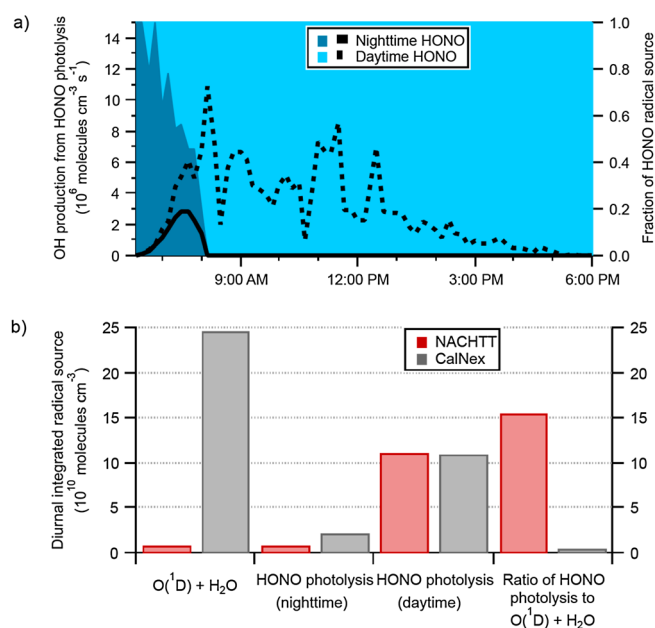 a)
OH production from HONO photolysis
(10⁶ molecules cm⁻³ s⁻¹)
14
12
10
8
6
4
2
0
Nighttime HONO
Daytime HONO
1.0
0.8
0.6
0.4
0.2
0.0
Fraction of HONO radical source
9:00 AM
12:00 PM
3:00 PM
6:00 PM
b)
Diurnal integrated radical source
(10¹⁰ molecules cm⁻³)
25
20
15
10
5
0
NACHTT
CalNex
25
20
15
10
5
0
O(¹D) + H₂O
HONO photolysis
(nighttime)
HONO photolysis
(daytime)
Ratio of HONO
photolysis to
O(¹D) + H₂O